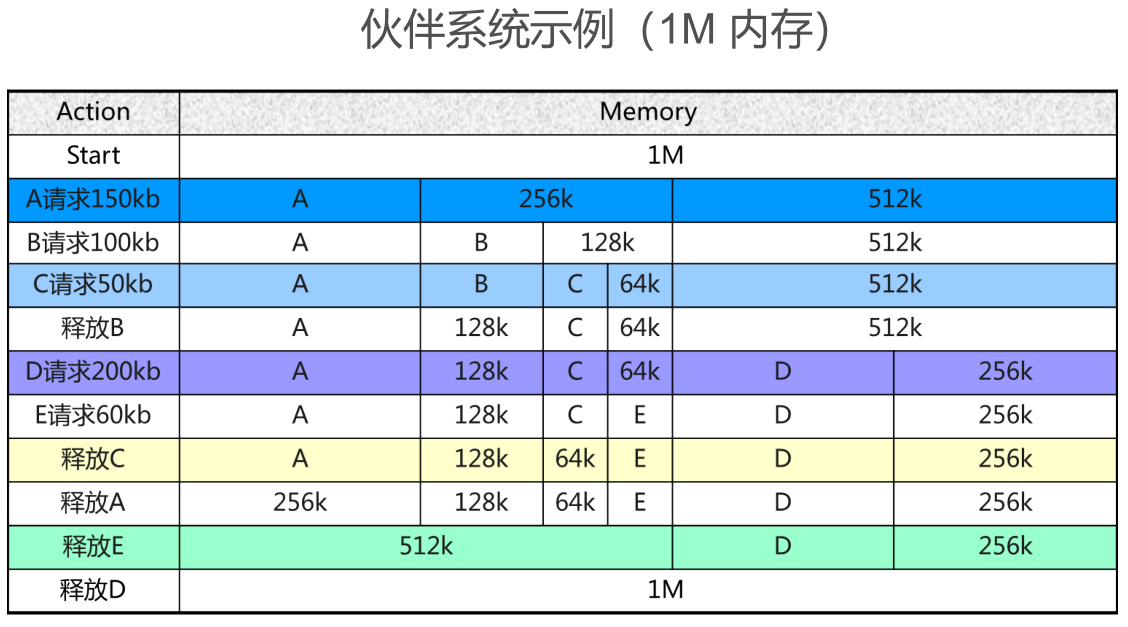 伙伴系统示例（1M 内存）
Action Memory
Start 1M
A请求150kb A 256k 512k
B请求100kb A B 128k 512k
C请求50kb A B C 64k 512k
释放B A 128k C 64k 512k
D请求200kb A 128k C 64k D 256k
E请求60kb A 128k C E D 256k
释放C A 128k 64k E D 256k
释放A 256k 128k 64k E D 256k
释放E 512k D 256k
释放D 1M